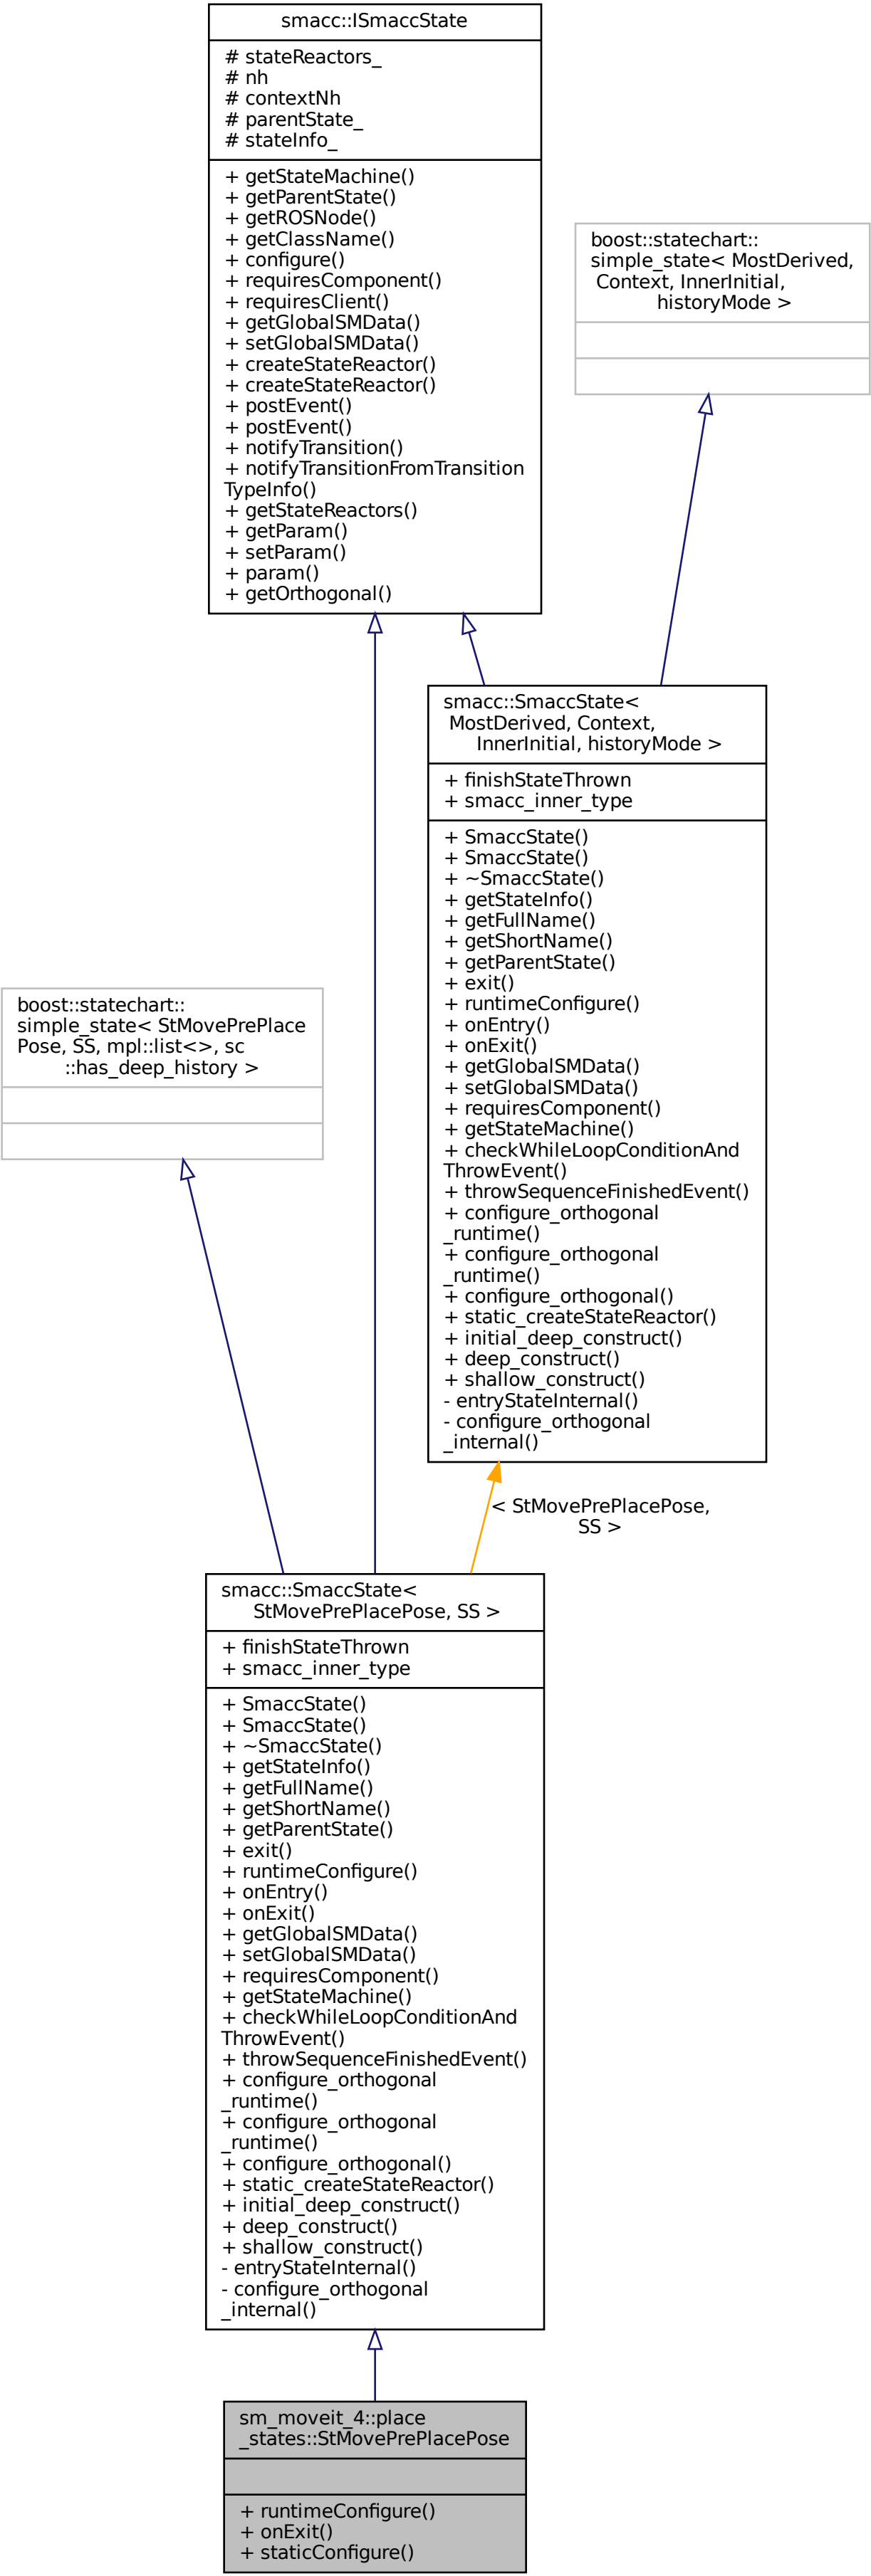 smacc::ISmaccState
# stateReactors_
# nh
# contextNh
# parentState_
# stateInfo_
+ getStateMachine()
+ getParentState()
+ getROSNode()
+ getClassName()
+ configure()
+ requiresComponent()
+ requiresClient()
+ getGlobalSMData()
+ setGlobalSMData()
+ createStateReactor()
+ createStateReactor()
+ postEvent()
+ postEvent()
+ notifyTransition()
+ notifyTransitionFromTransition
TypeInfo()
+ getStateReactors()
+ getParam()
+ setParam()
+ param()
+ getOrthogonal()
boost::statechart::
simple_state< MostDerived,
Context, InnerInitial,
historyMode >
smacc::SmaccState<
MostDerived, Context,
InnerInitial, historyMode >
+ finishStateThrown
+ smacc_inner_type
+ SmaccState()
+ SmaccState()
+ ~SmaccState()
+ getStateInfo()
+ getFullName()
+ getShortName()
+ getParentState()
+ exit()
+ runtimeConfigure()
+ onEntry()
+ onExit()
+ getGlobalSMData()
+ setGlobalSMData()
+ requiresComponent()
+ getStateMachine()
+ checkWhileLoopConditionAnd
ThrowEvent()
+ throwSequenceFinishedEvent()
+ configure_orthogonal
_runtime()
+ configure_orthogonal
_runtime()
+ configure_orthogonal()
+ static_createStateReactor()
+ initial_deep_construct()
+ deep_construct()
+ shallow_construct()
- entryStateInternal()
- configure_orthogonal
_internal()
boost::statechart::
simple_state< StMovePrePlace
Pose, SS, mpl::list<>, sc
::has_deep_history >
< StMovePrePlacePose,
SS >
smacc::SmaccState<
StMovePrePlacePose, SS >
+ finishStateThrown
+ smacc_inner_type
+ SmaccState()
+ SmaccState()
+ ~SmaccState()
+ getStateInfo()
+ getFullName()
+ getShortName()
+ getParentState()
+ exit()
+ runtimeConfigure()
+ onEntry()
+ onExit()
+ getGlobalSMData()
+ setGlobalSMData()
+ requiresComponent()
+ getStateMachine()
+ checkWhileLoopConditionAnd
ThrowEvent()
+ throwSequenceFinishedEvent()
+ configure_orthogonal
_runtime()
+ configure_orthogonal
_runtime()
+ configure_orthogonal()
+ static_createStateReactor()
+ initial_deep_construct()
+ deep_construct()
+ shallow_construct()
- entryStateInternal()
- configure_orthogonal
_internal()
sm_moveit_4::place
_states::StMovePrePlacePose
+ runtimeConfigure()
+ onExit()
+ staticConfigure()